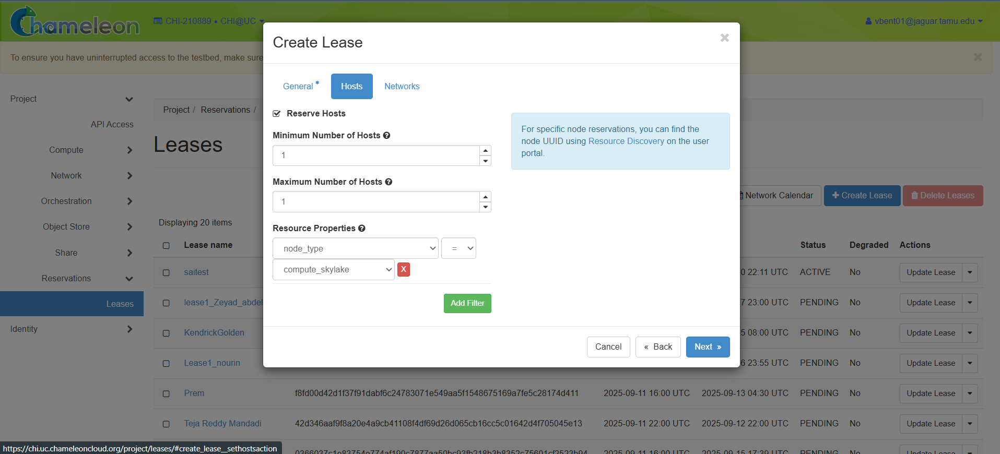 Chameleon
CHI-210889 • CHI@UC
vbent01@jaguar.tamu.edu
To ensure you have uninterrupted access to the testbed, make sure
Project
API Access
Compute
Network
Orchestration
Object Store
Share
Reservations
Leases
Identity
Project / Reservations /
Leases
Network Calendar
+ Create Lease
Delete Leases
Displaying 20 items
Lease name
Status Degraded Actions
saitest
0 22:11 UTC ACTIVE No Update Lease
lease1_Zeyad_abdel
7 23:00 UTC PENDING No Update Lease
KendrickGolden
5 08:00 UTC PENDING No Update Lease
Lease1_nourin
6 23:55 UTC PENDING No Update Lease
Prem f8fd00d42d1f37f91dabf6c24783071e549aa5f1548675169a7fe5c28174d411 2025-09-11 16:00 UTC 2025-09-13 04:30 UTC PENDING No Update Lease
Teja Reddy Mandadi 42d346aaf9f8a20e4a9cb41108f4df69d26d065cb16cc5c01642d4f705045e13 2025-09-11 22:00 UTC 2025-09-12 22:00 UTC PENDING No Update Lease
2025-09-11 16:00 UTC 2025-09-15 17:39 UTC PENDING No Update Lease
Create Lease
General *
Hosts
Networks
Reserve Hosts
Minimum Number of Hosts
1
Maximum Number of Hosts
1
Resource Properties
node_type
=
compute_skylake
X
Add Filter
For specific node reservations, you can find the
node UUID using Resource Discovery on the user
portal.
Cancel
« Back
Next »
https://chi.uc.chameleoncloud.org/project/leases/#create_lease__sethostsaction